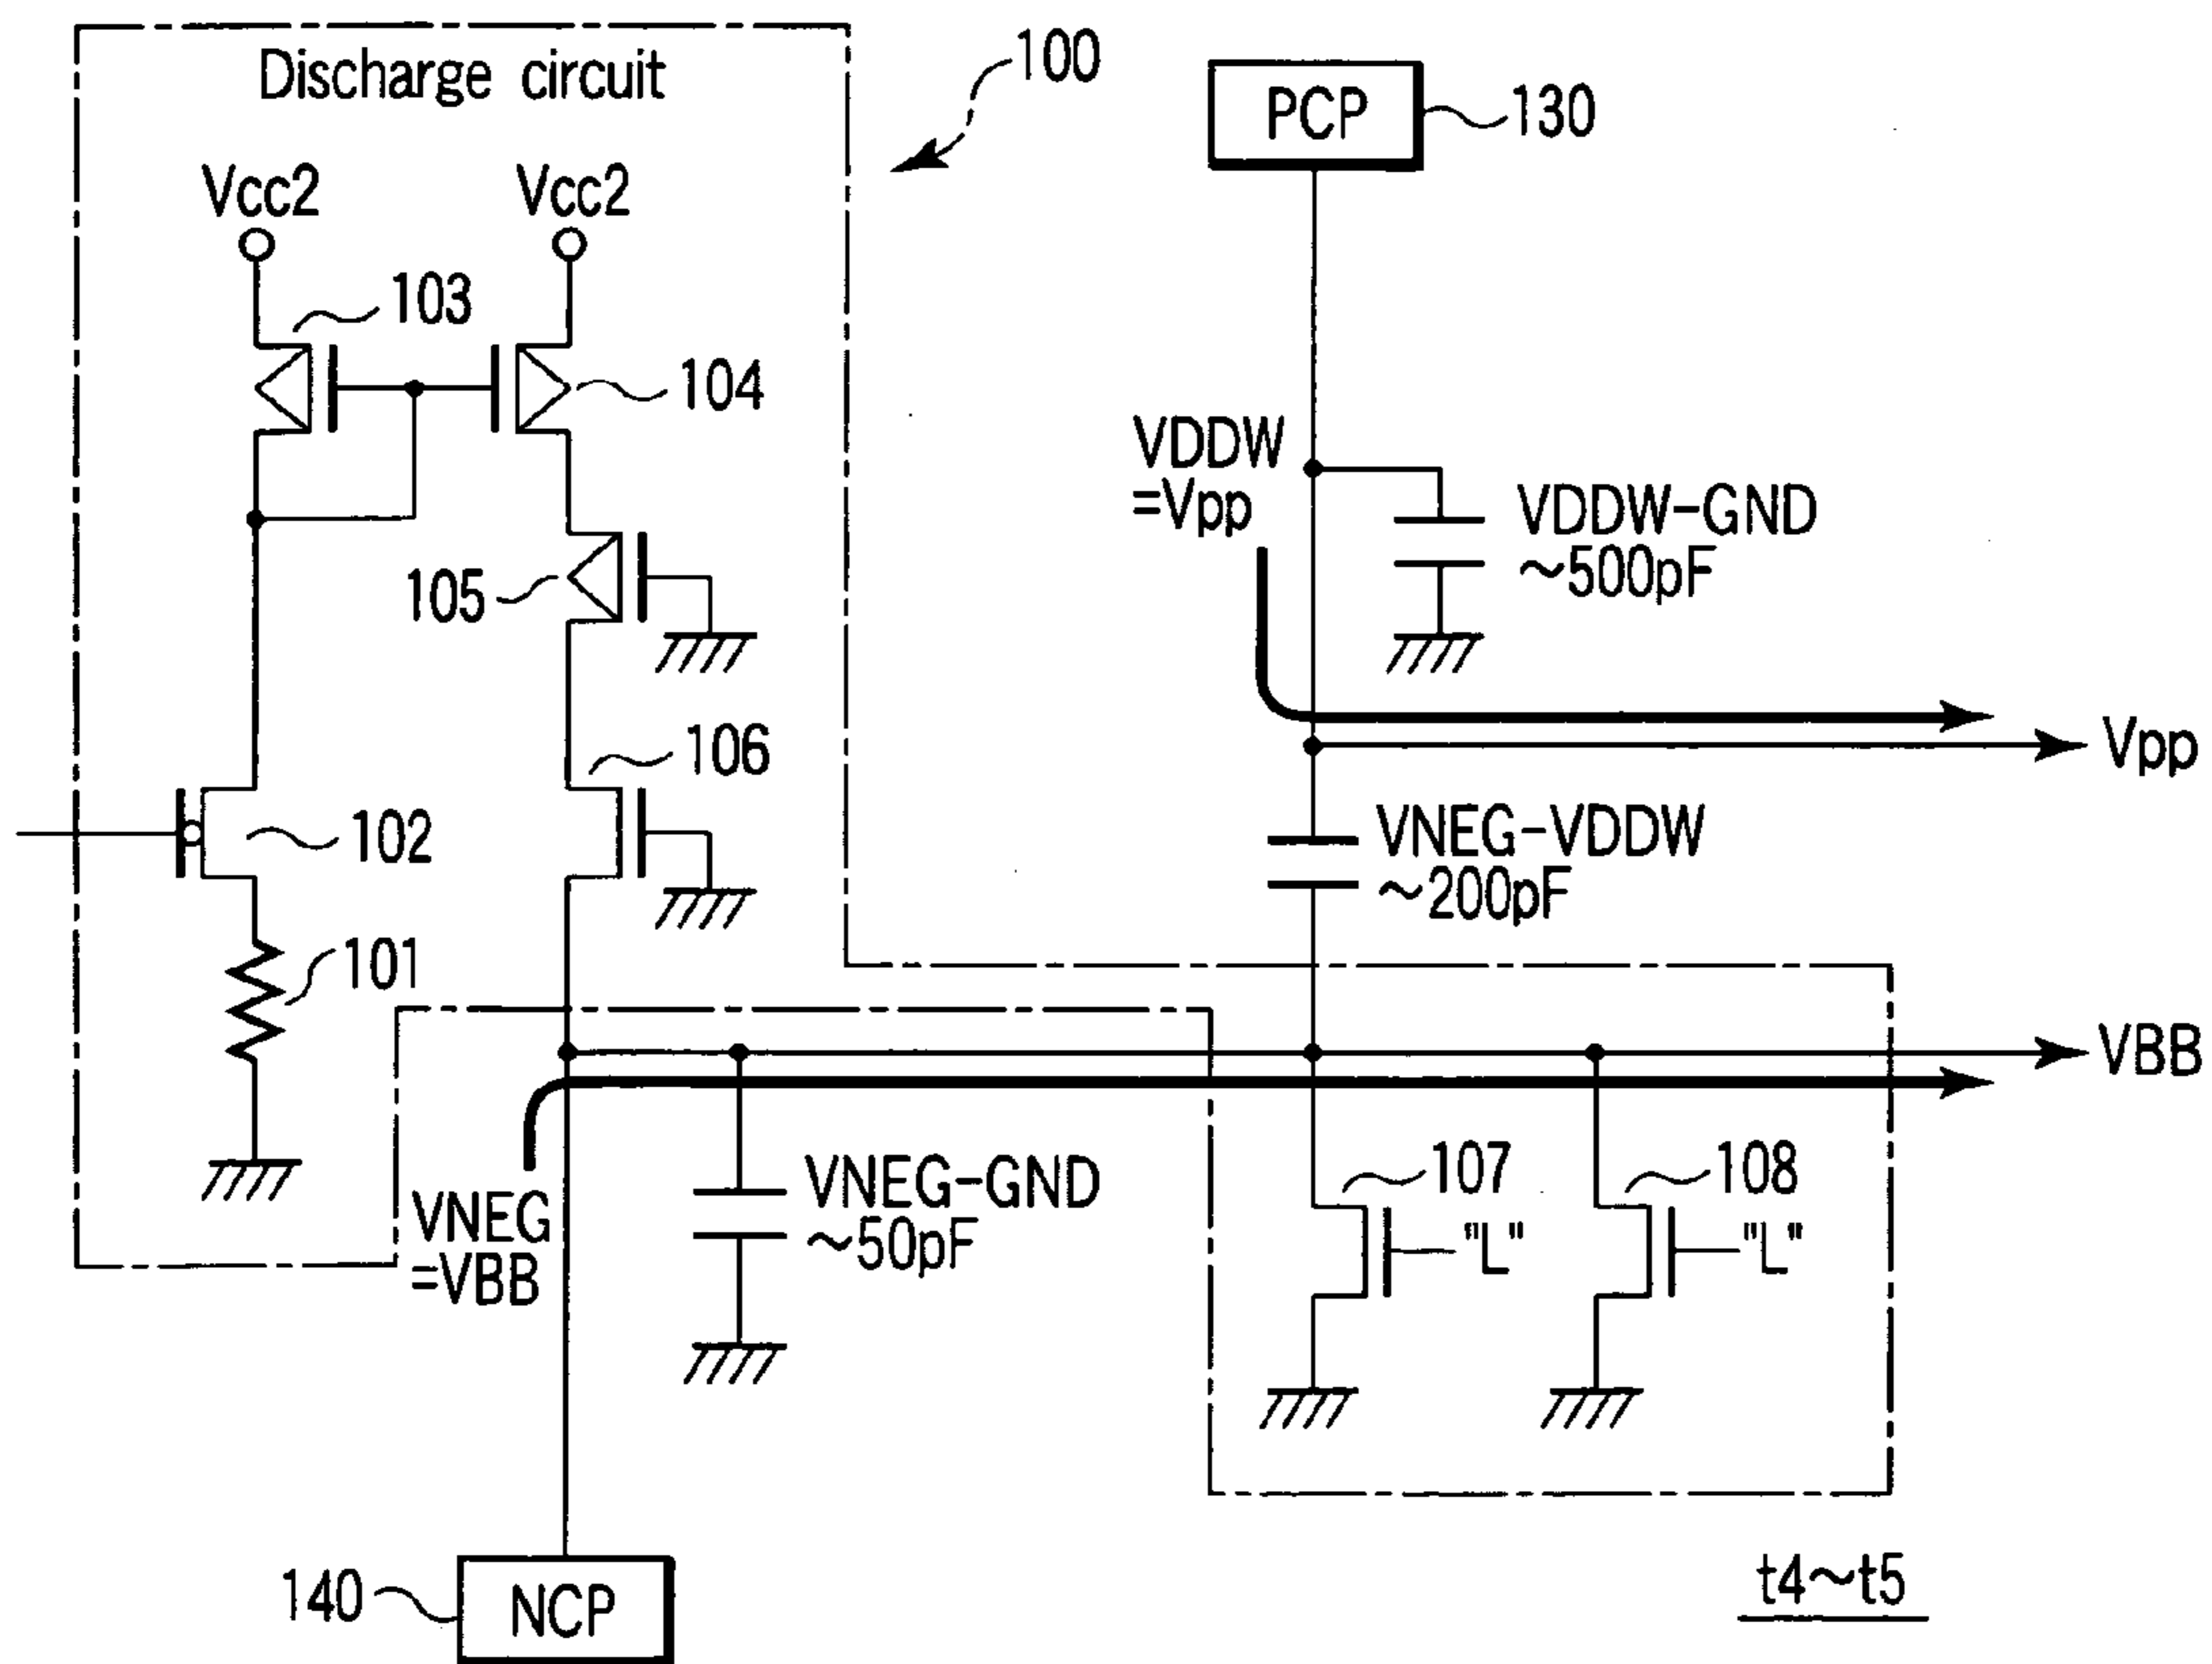 Discharge circuit
100
PCP
130
Vcc2
Vcc2
103
104
VDDW
=Vpp
VDDW-GND
~500pF
105
Vpp
106
102
VNEG-VDDW
~200pF
101
VBB
VNEG
=VBB
VNEG-GND
~50pF
107
"L"
108
"L"
140
NCP
t4~t5